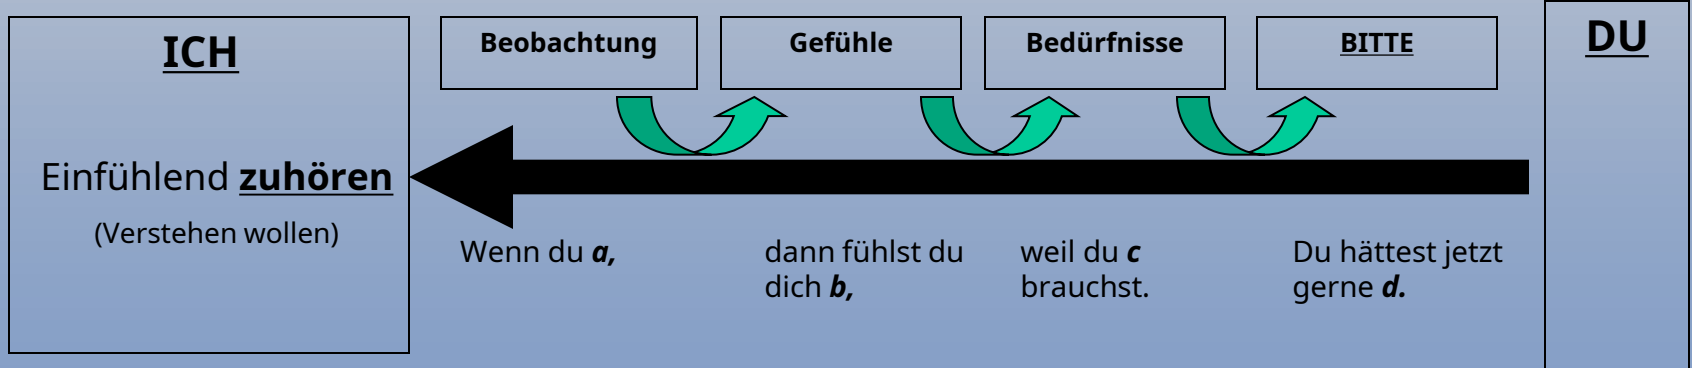 ICH
Beobachtung
Gefühle
Bedürfnisse
BITTE
DU
Einfühlend zuhören
(Verstehen wollen)
Wenn du a,
dann fühlst du
dich b,
weil du c
brauchst.
Du hättest jetzt
gerne d.